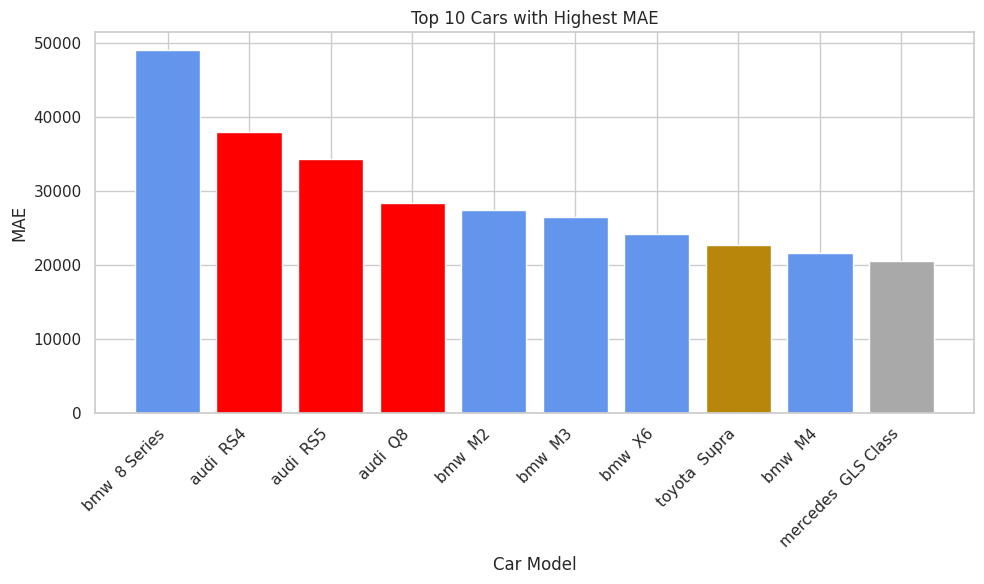 Top 10 Cars with Highest MAE
MAE
50000
40000
30000
20000
10000
0
bmw  8 Series
audi  RS4
audi  RS5
audi  Q8
bmw  M2
bmw  M3
bmw  X6
toyota  Supra
bmw  M4
mercedes  GLS Class
Car Model